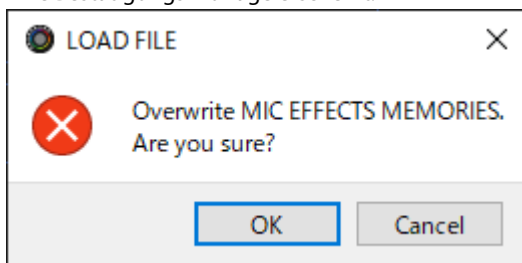 LOAD FILE
Overwrite MIC EFFECTS MEMORIES.
Are you sure?
OK
Cancel